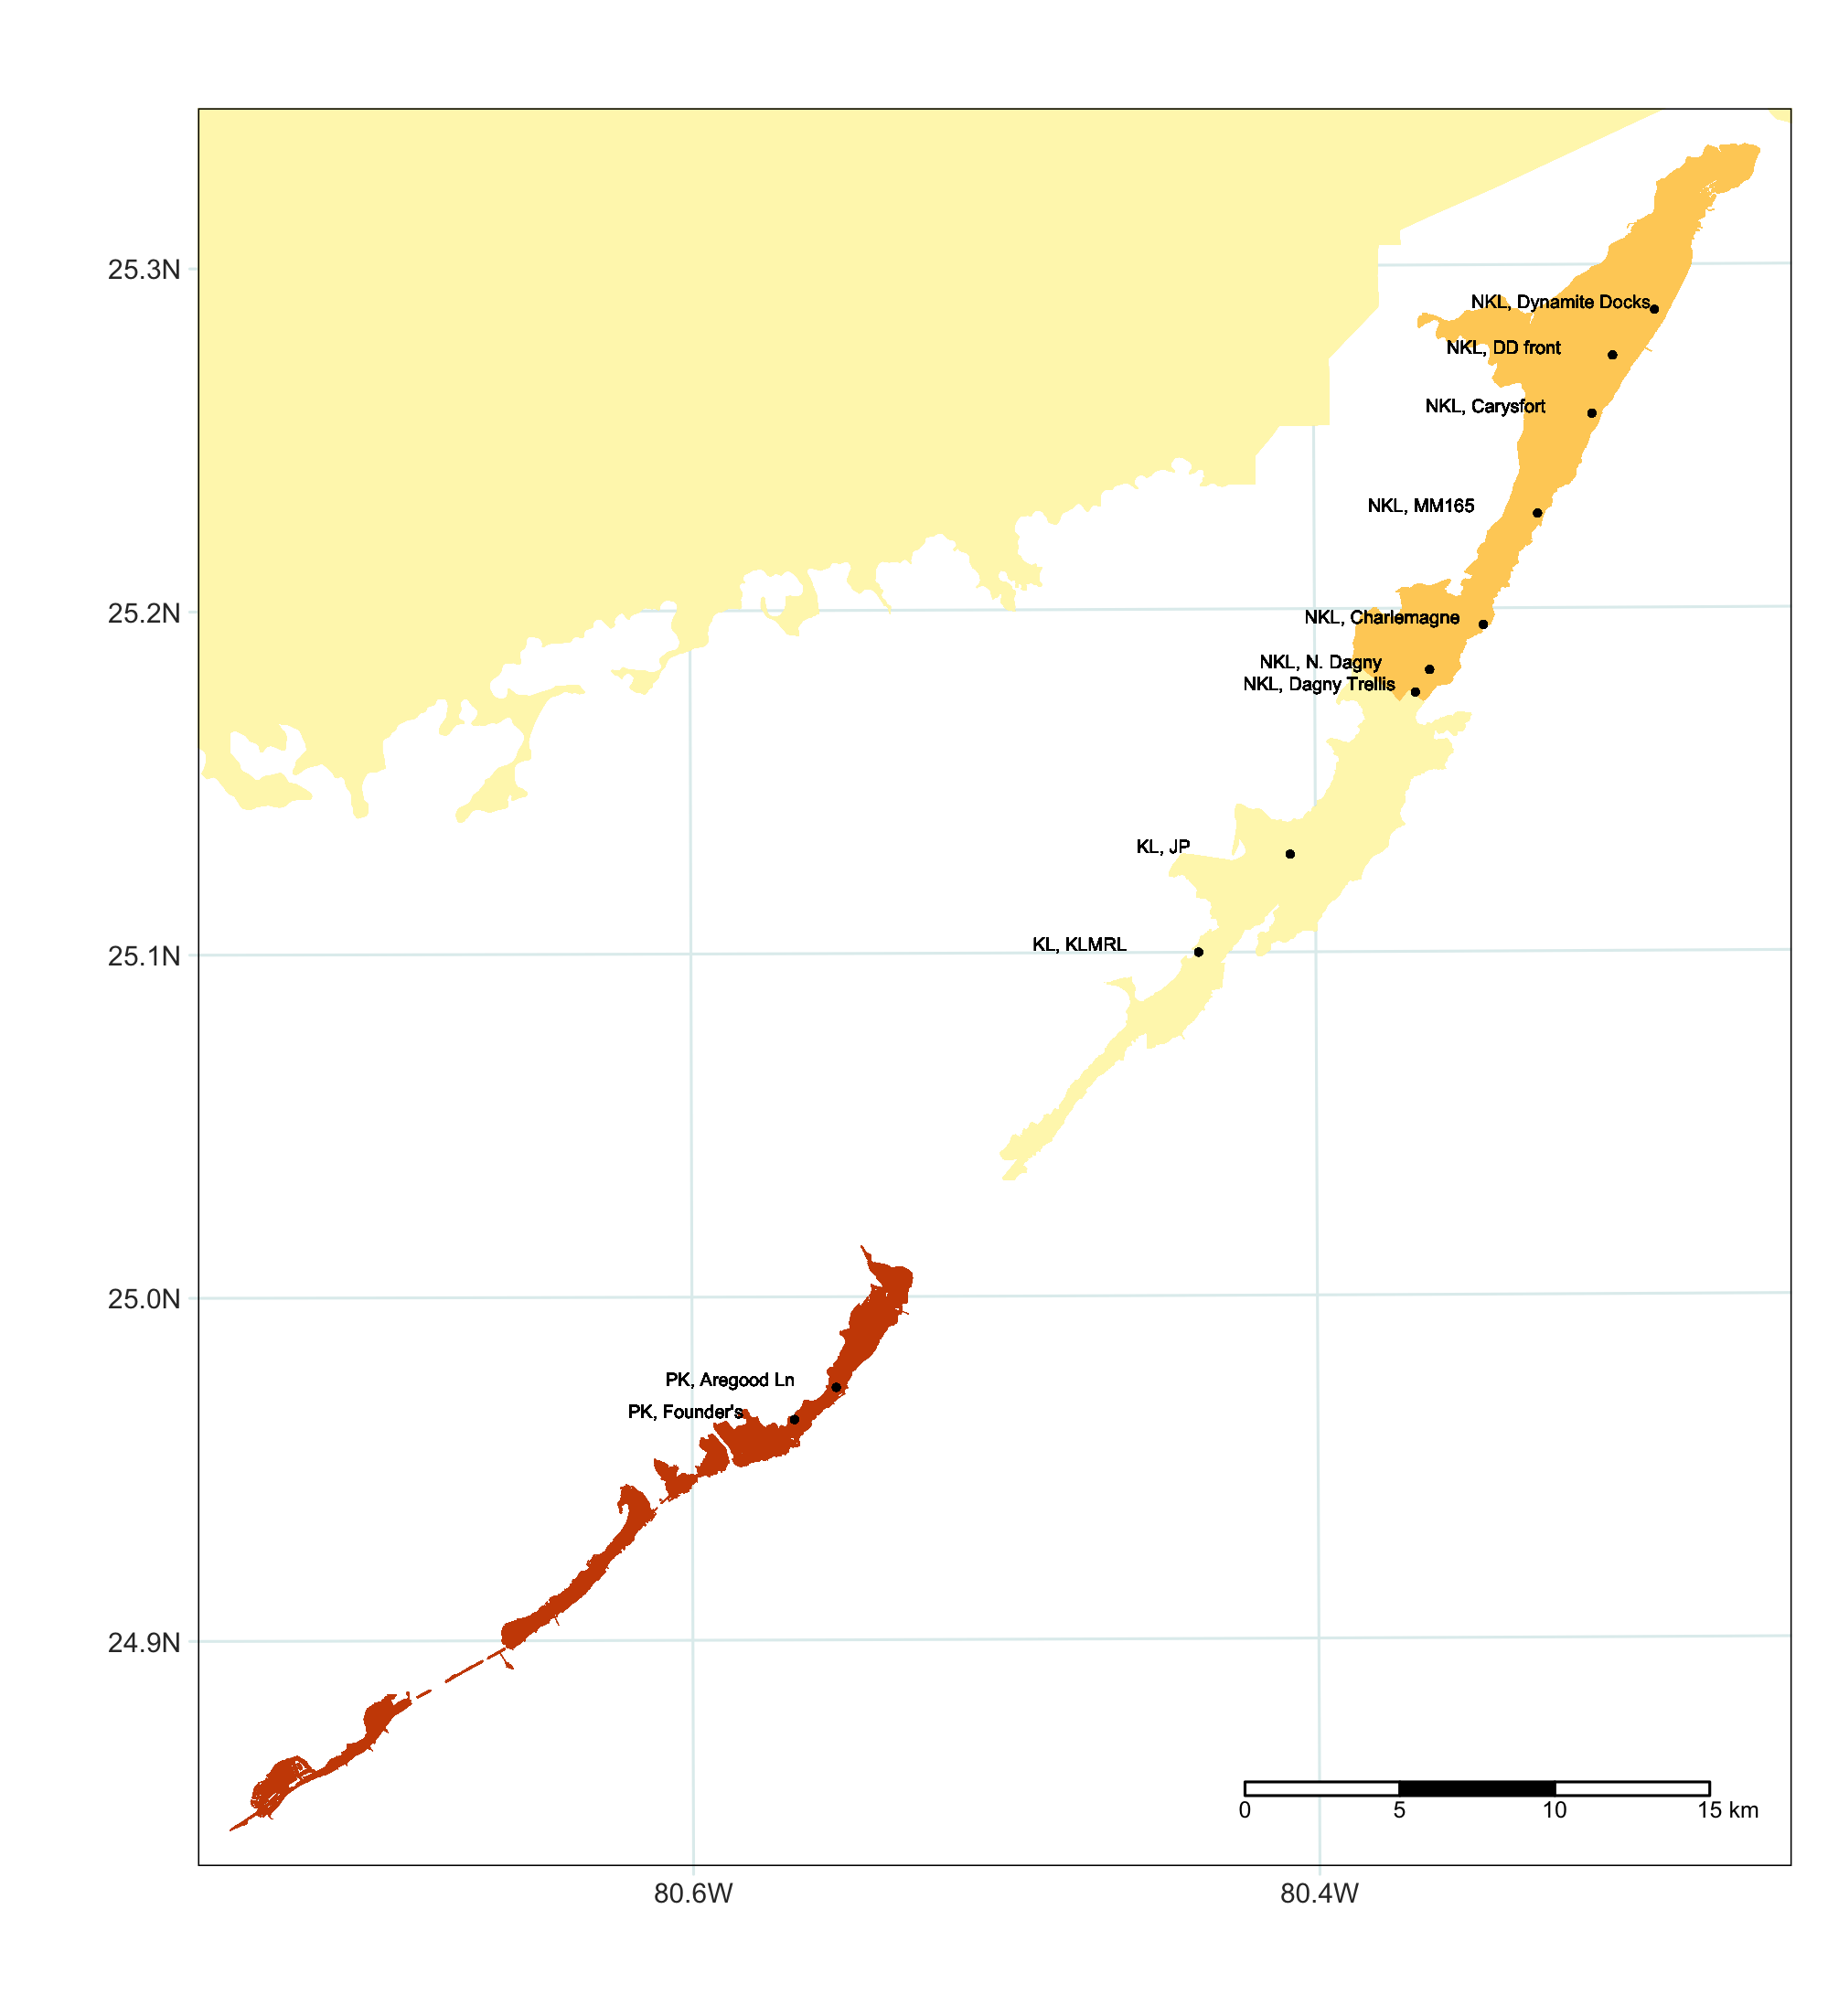 25.3N
NKL, Dynamite Docks
NKL, DD front
NKL, Carysfort
NKL, MM165
25.2N
NKL, Charlemagne
NKL, N. Dagny
NKL, Dagny Trellis
KL, JP
KL, KLMRL
25.1N
25.0N
PK, Aregood Ln
PK, Founder's
24.9N
0 5 10 15 km
80.6W 80.4W